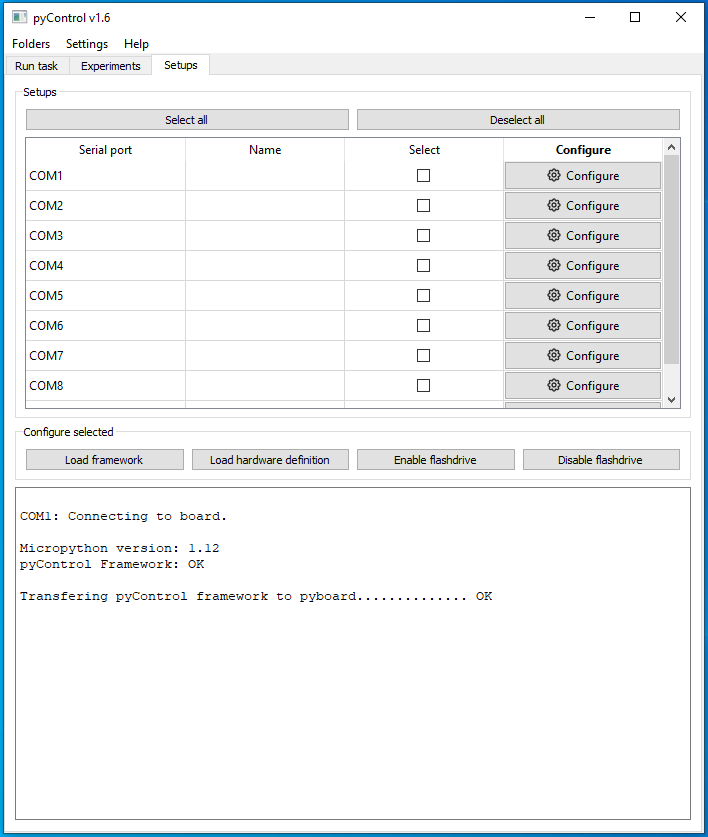 pyControl v1.6
Folders Settings Help
Run task Experiments Setups
Setups
Select all Deselect all
Serial port Name Select Configure
COM1 Configure
COM2 Configure
COM3 Configure
COM4 Configure
COM5 Configure
COM6 Configure
COM7 Configure
COM8 Configure
Configure selected
Load framework Load hardware definition Enable flashdrive Disable flashdrive
COM1: Connecting to board.
Micropython version: 1.12
pyControl Framework: OK
Transfering pyControl framework to pyboard.............. OK